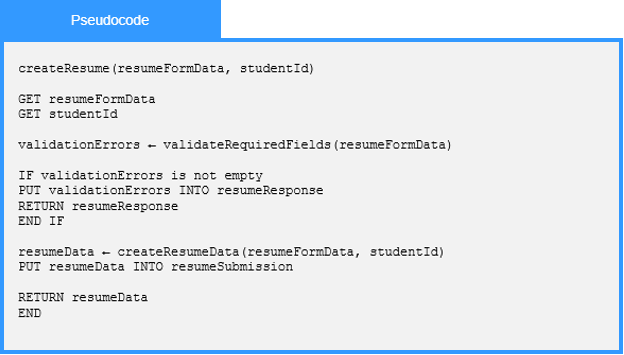 Pseudocode
createResume(resumeFormData, studentId)
GET resumeFormData
GET studentId
validationErrors ← validateRequiredFields(resumeFormData)
IF validationErrors is not empty
PUT validationErrors INTO resumeResponse
RETURN resumeResponse
END IF
resumeData ← createResumeData(resumeFormData, studentId)
PUT resumeData INTO resumeSubmission
RETURN resumeData
END